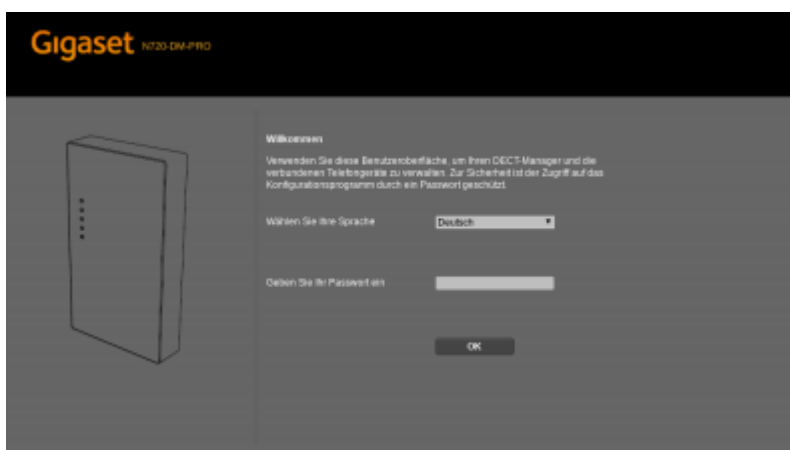 Gigaset N720-DM-PRO
Willkommen
Verwenden Sie diese Benutzeroberfläche, um Ihren DECT-Manager und die
verbundenen Telefongeräte zu verwalten. Zur Sicherheit ist der Zugriff auf das
Konfigurationsprogramm durch ein Passwort geschützt.
Wählen Sie Ihre Sprache Deutsch
Geben Sie Ihr Passwort ein
OK